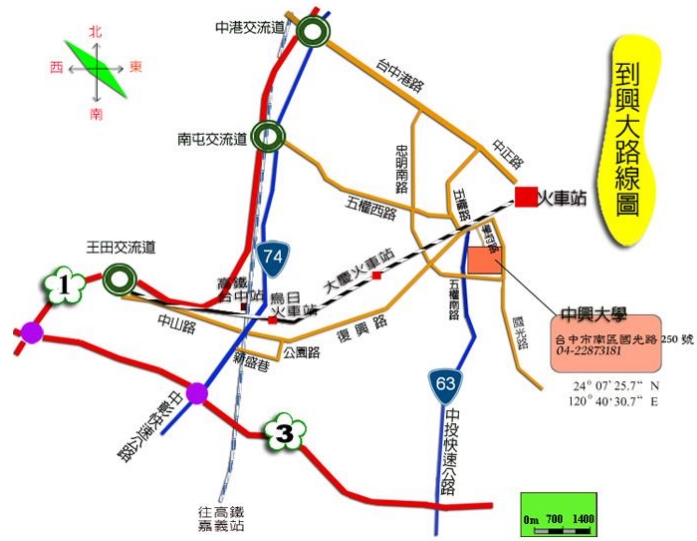 北
西
東
南
中港交流道
台中港路
到興大路線圖
南屯交流道
中正路
忠明南路
五權路
火車站
五權西路
王田交流道
74
大慶火車站
五權南路
國光路
1
高鐵
台中站
烏日
火車站
中山路
復興路
公園路
新盛巷
中興大學
台中市南區國光路 250 號
04-22873181
24° 07'25.7" N
120° 40'30.7" E
63
中彰快速公路
3
中投快速公路
往高鐵
嘉義站
0m 700 1400